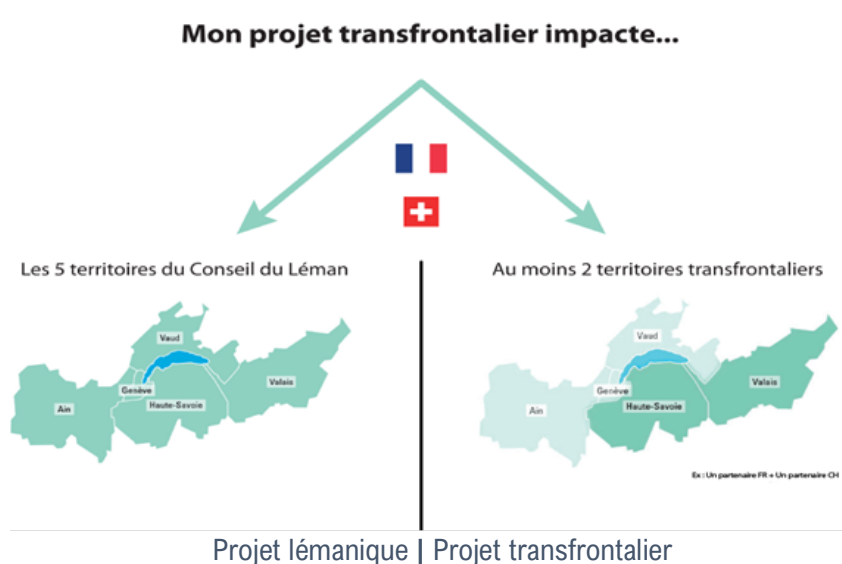 Mon projet transfrontalier impacte...
Les 5 territoires du Conseil du Léman
Vaud
Genève
Valais
Ain
Haute-Savoie
Au moins 2 territoires transfrontaliers
Vaud
Genève
Valais
Ain
Haute-Savoie
Ex : Un partenaire FR + Un partenaire CH
Projet lémanique | Projet transfrontalier